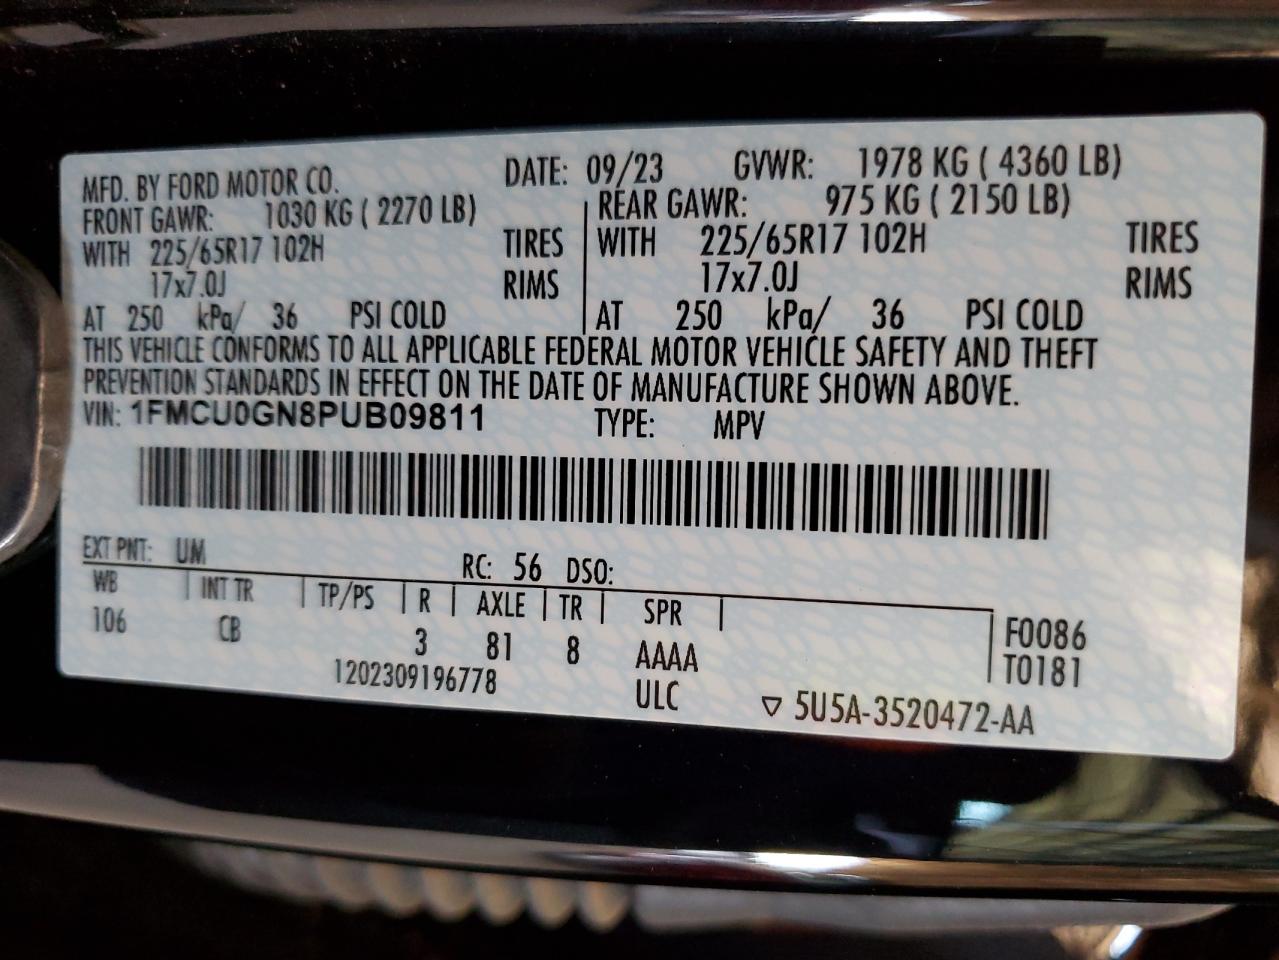 MFD. BY FORD MOTOR CO. DATE: 09/23 GVWR: 1978 KG ( 4360 LB)
FRONT GAWR: 1030 KG ( 2270 LB) REAR GAWR: 975 KG ( 2150 LB)
WITH 225/65R17 102H TIRES WITH 225/65R17 102H TIRES
17x7.0J RIMS 17x7.0J RIMS
AT 250 kPa/ 36 PSI COLD AT 250 kPa/ 36 PSI COLD
THIS VEHICLE CONFORMS TO ALL APPLICABLE FEDERAL MOTOR VEHICLE SAFETY AND THEFT
PREVENTION STANDARDS IN EFFECT ON THE DATE OF MANUFACTURE SHOWN ABOVE.
VIN: 1FMCU0GN8PUB09811 TYPE: MPV
EXT PNT: UM RC: 56 DSO:
WB INT TR TP/PS R AXLE TR SPR F0086
106 CB 3 81 8 AAAA T0181
1202309196778 ULC ▽ 5U5A-3520472-AA